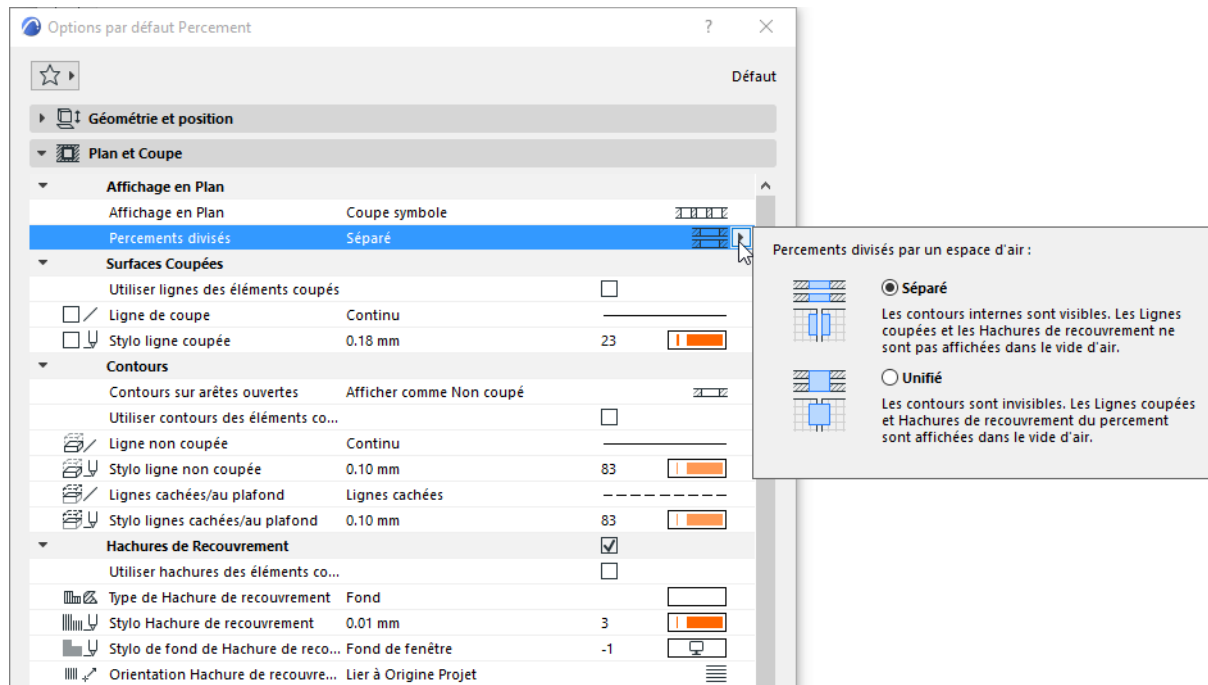 Options par défaut Percement ?
Défaut
Géométrie et position
Plan et Coupe
Affichage en Plan
Affichage en Plan Coupe symbole
Percements divisés Séparé
Surfaces Coupées
Utiliser lignes des éléments coupés
Ligne de coupe Continu
Stylo ligne coupée 0.18 mm 23
Contours
Contours sur arêtes ouvertes Afficher comme Non coupé
Utiliser contours des éléments co...
Ligne non coupée Continu
Stylo ligne non coupée 0.10 mm 83
Lignes cachées/au plafond Lignes cachées
Stylo lignes cachées/au plafond 0.10 mm 83
Hachures de Recouvrement
Utiliser hachures des éléments co...
Type de Hachure de recouvrement Fond
Stylo Hachure de recouvrement 0.01 mm 3
Stylo de fond de Hachure de reco... Fond de fenêtre -1
Orientation Hachure de recouvre... Lier à Origine Projet
Percements divisés par un espace d'air :
Séparé
Les contours internes sont visibles. Les Lignes
coupées et les Hachures de recouvrement ne
sont pas affichées dans le vide d'air.
Unifié
Les contours sont invisibles. Les Lignes coupées
et Hachures de recouvrement du percement
sont affichées dans le vide d'air.